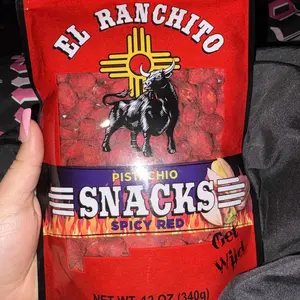 EL RANCHITO
PISTACHIO
SNACKS
SPICY RED
Get
Wild
NET WT. 12 OZ (340g)